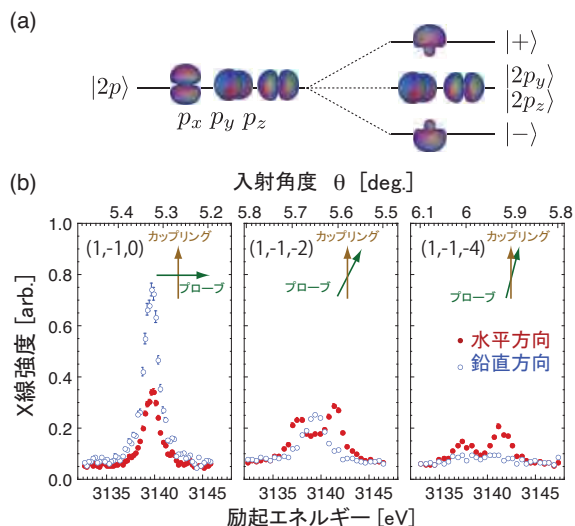 (a)
|+⟩
|2p⟩
|2p_y⟩
|2p_z⟩
p_x p_y p_z
|−⟩
(b)
入射角度 θ [deg.]
5.4 5.3 5.2 5.8 5.7 5.6 5.5 6.1 6 5.9 5.8
1.0
0.8
0.6
0.4
0.2
0.0
X線強度 [arb.]
(1,-1,0)
カップリング
プローブ
(1,-1,-2)
カップリング
プローブ
(1,-1,-4)
カップリング
プローブ
水平方向
鉛直方向
3135 3140 3145 3135 3140 3145 3135 3140 3145
励起エネルギー [eV]